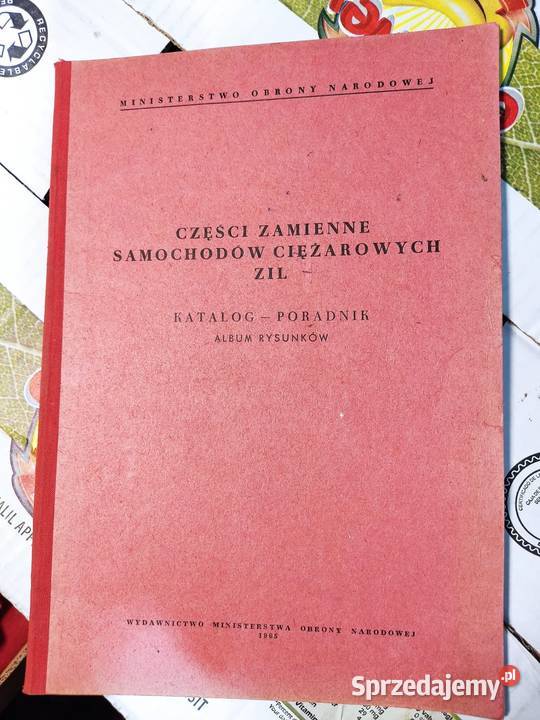 MINISTERSTWO OBRONY NARODOWEJ
CZĘŚCI ZAMIENNE
SAMOCHODÓW CIĘŻAROWYCH
ZIL
KATALOG – PORADNIK
ALBUM RYSUNKÓW
WYDAWNICTWO MINISTERSTWA OBRONY NARODOWEJ
1965
Sprzedajemy.pl